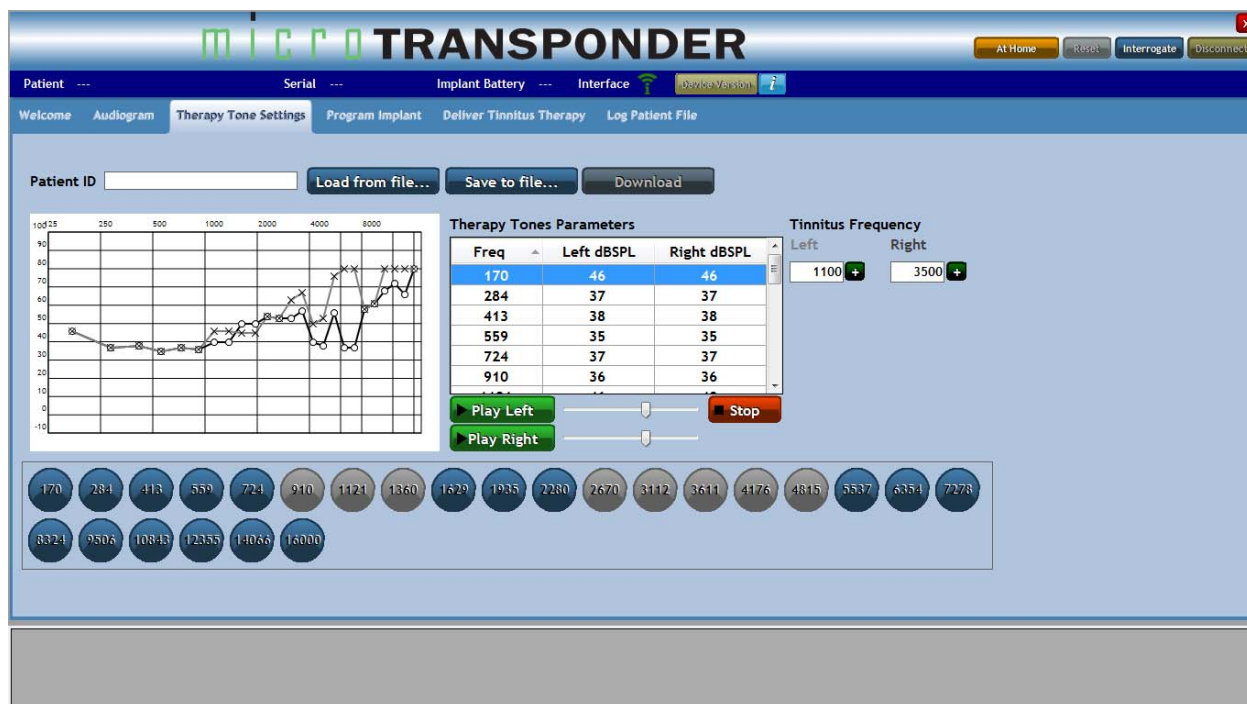 micro TRANSPONDER
At Home Reset Interrogate Disconnect
Patient --- Serial --- Implant Battery --- Interface Device Version i
Welcome Audiogram Therapy Tone Settings Program Implant Deliver Tinnitus Therapy Log Patient File
Patient ID Load from file... Save to file... Download
Therapy Tones Parameters Tinnitus Frequency
Left Right
1100 + 3500 +
Freq Left dBSPL Right dBSPL
170 46 46
284 37 37
413 38 38
559 35 35
724 37 37
910 36 36
Play Left Stop
Play Right
250 500 1000 2000 4000 8000
90
80
70
60
50
40
30
20
10
0
-10
170 284 413 559 724 910 1121 1360 1629 1935 2280 2670 3112 3611 4176 4815 5537 6354 7278
8324 9506 10843 12355 14066 16000